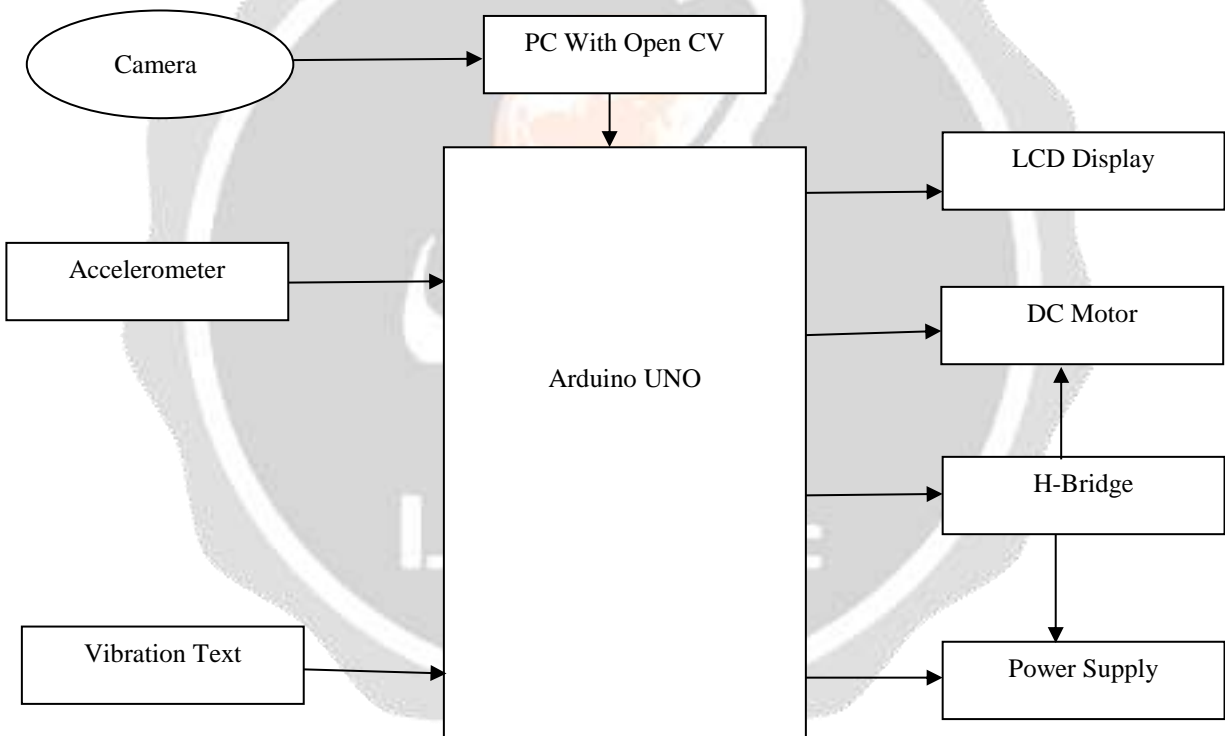 Camera
PC With Open CV
LCD Display
Accelerometer
DC Motor
Arduino UNO
H-Bridge
Vibration Text
Power Supply